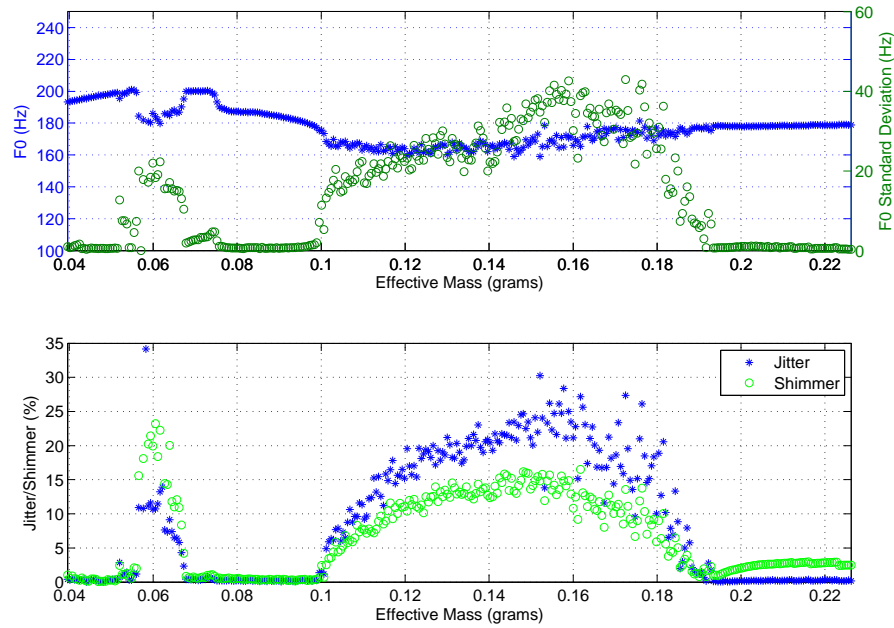 240
220
200
180
160
140
120
100
F0 (Hz)
60
40
20
0
F0 Standard Deviation (Hz)
0.04 0.06 0.08 0.1 0.12 0.14 0.16 0.18 0.2 0.22
Effective Mass (grams)
35
30
25
20
15
10
5
0
Jitter/Shimmer (%)
Jitter
Shimmer
0.04 0.06 0.08 0.1 0.12 0.14 0.16 0.18 0.2 0.22
Effective Mass (grams)